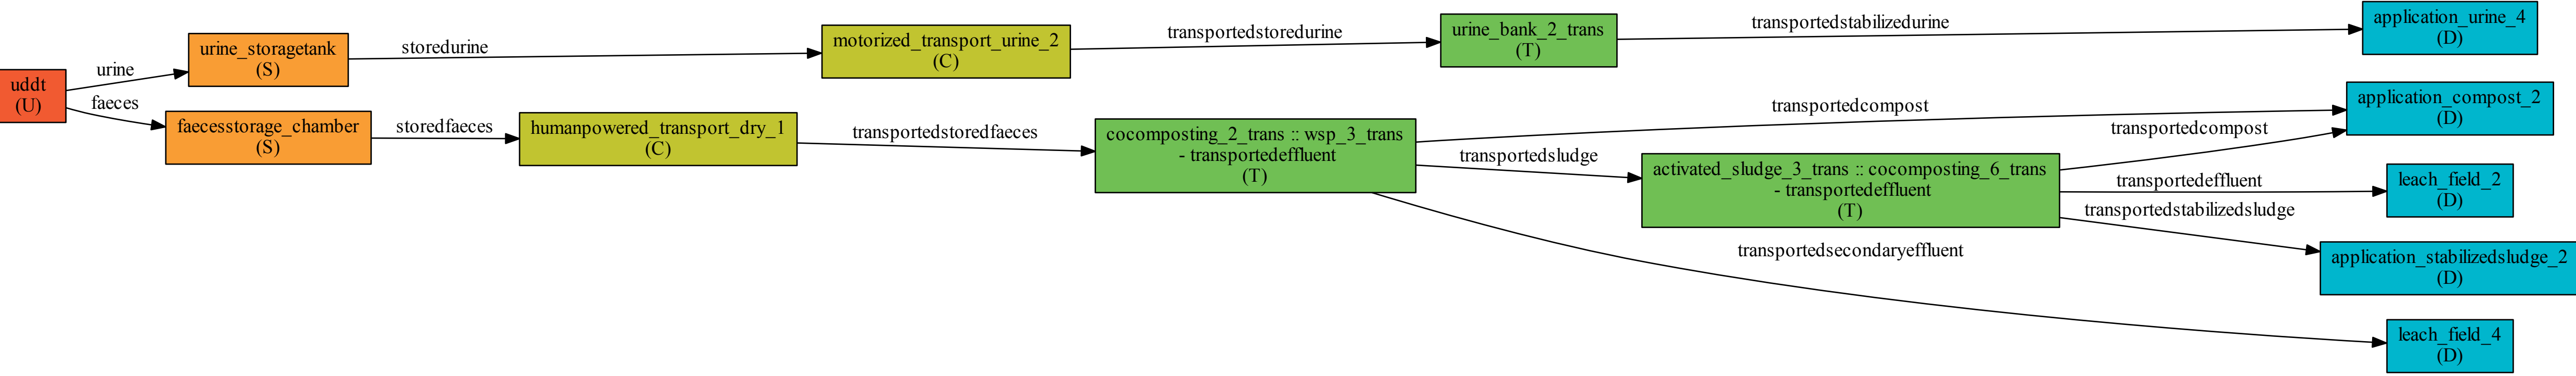 uddt
(U)
urine
faeces
urine_storagetank
(S)
faecesstorage_chamber
(S)
storedurine
storedfaeces
motorized_transport_urine_2
(C)
humanpowered_transport_dry_1
(C)
transportedstoredurine
transportedstoredfaeces
urine_bank_2_trans
(T)
cocomposting_2_trans :: wsp_3_trans
- transportedeffluent
(T)
transportedstabilizedurine
transportedcompost
transportedsludge
transportedsecondaryeffluent
activated_sludge_3_trans :: cocomposting_6_trans
- transportedeffluent
(T)
transportedcompost
transportedeffluent
transportedstabilizedsludge
application_urine_4
(D)
application_compost_2
(D)
leach_field_2
(D)
application_stabilizedsludge_2
(D)
leach_field_4
(D)